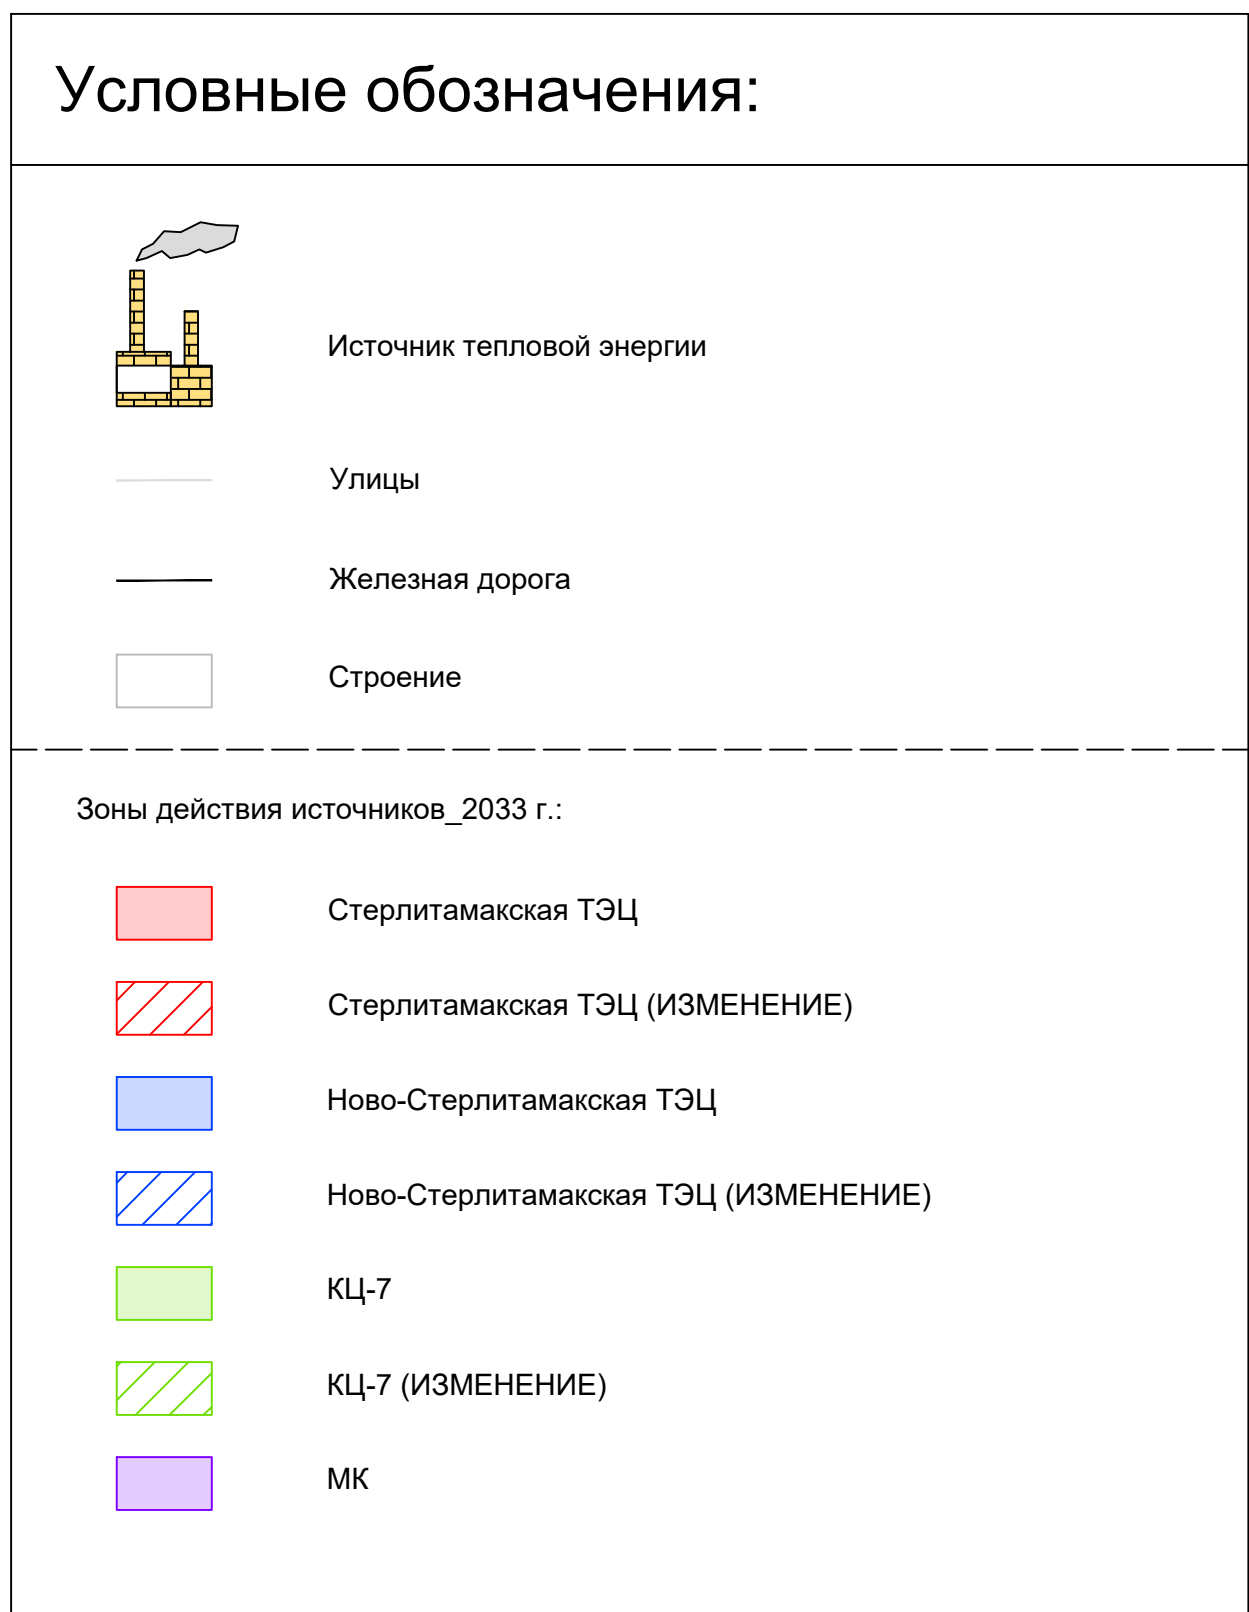 Условные обозначения:
Источник тепловой энергии
Улицы
Железная дорога
Строение
Зоны действия источников_2033 г.:
Стерлитамакская ТЭЦ
Стерлитамакская ТЭЦ (ИЗМЕНЕНИЕ)
Ново-Стерлитамакская ТЭЦ
Ново-Стерлитамакская ТЭЦ (ИЗМЕНЕНИЕ)
КЦ-7
КЦ-7 (ИЗМЕНЕНИЕ)
МК